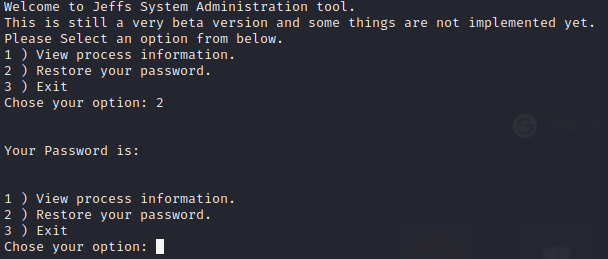 Welcome to Jeffs System Administration tool.
This is still a very beta version and some things are not implemented yet.
Please Select an option from below.
1 ) View process information.
2 ) Restore your password.
3 ) Exit
Chose your option: 2
Your Password is:
1 ) View process information.
2 ) Restore your password.
3 ) Exit
Chose your option: